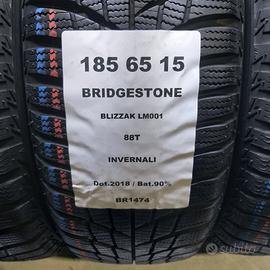 185 65 15
BRIDGESTONE
BLIZZAK LM001
88T
INVERNALI
Dot.2018 / Bat.90%
BR1474
subito